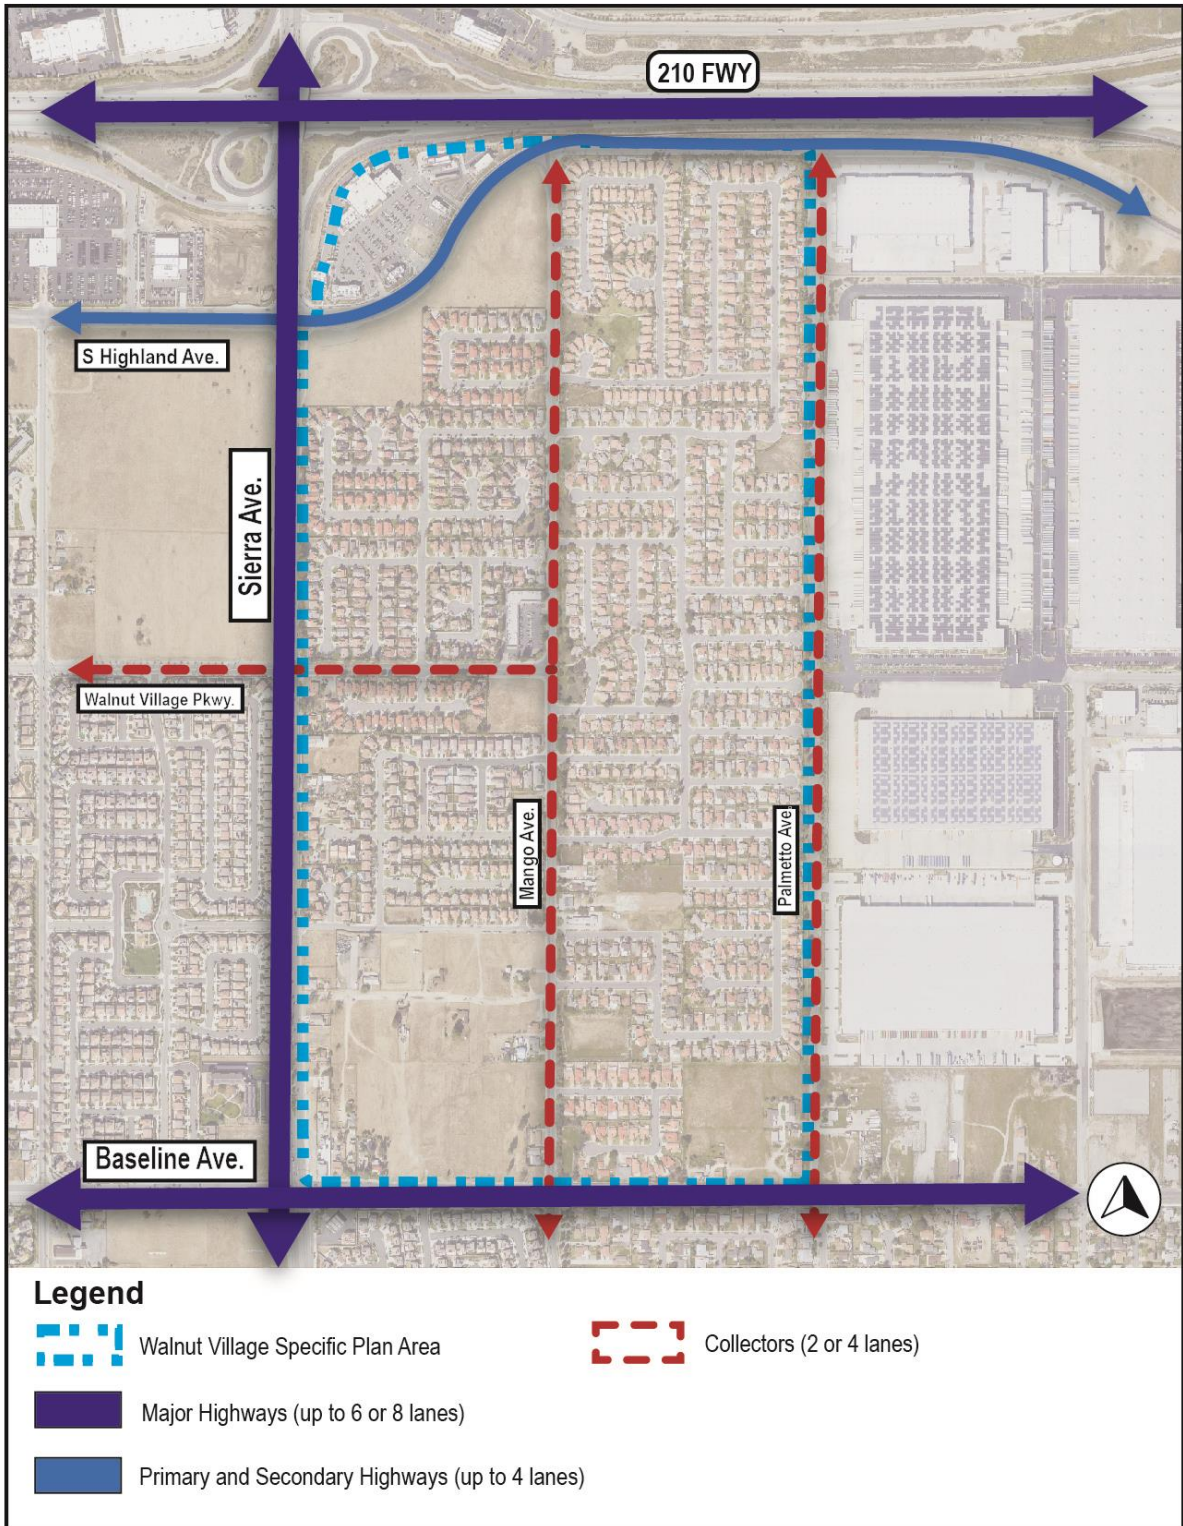 210 FWY
S Highland Ave.
Sierra Ave.
Walnut Village Pkwy.
Mango Ave.
Palmetto Ave.
Baseline Ave.
Legend
Walnut Village Specific Plan Area
Collectors (2 or 4 lanes)
Major Highways (up to 6 or 8 lanes)
Primary and Secondary Highways (up to 4 lanes)